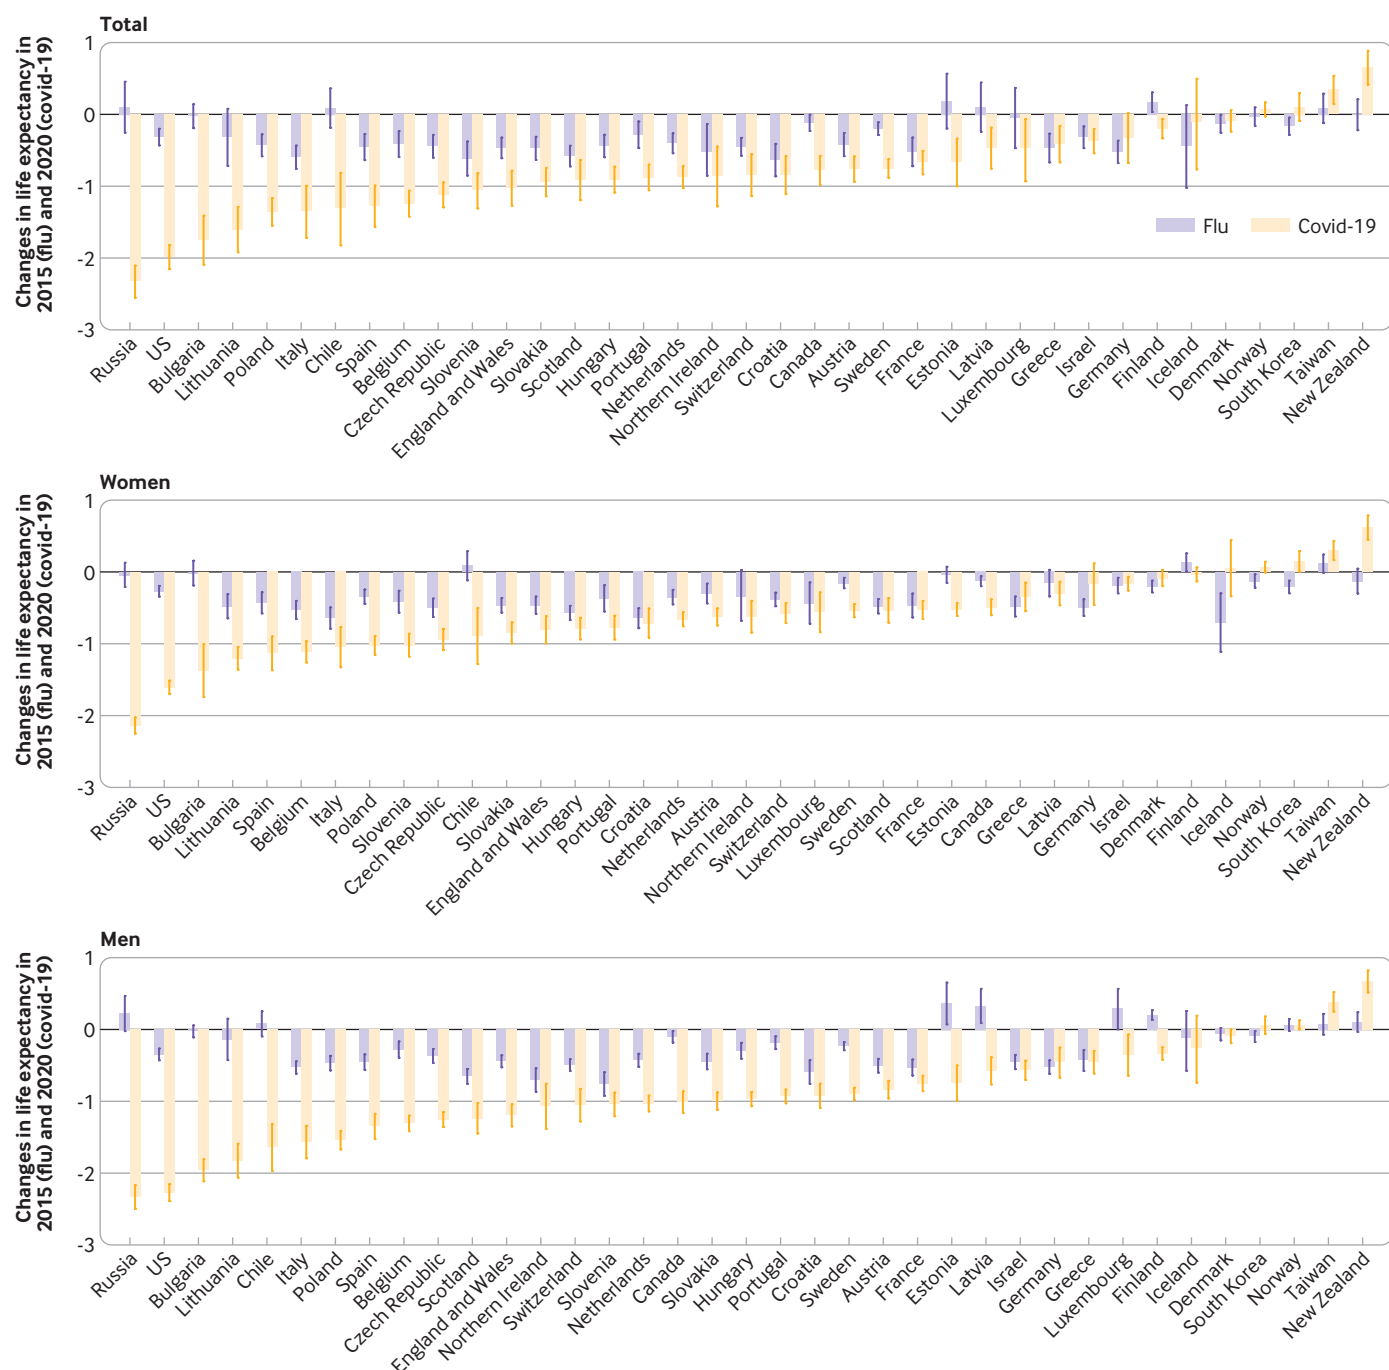 Total
Changes in life expectancy in
2015 (flu) and 2020 (covid-19)
1
0
-1
-2
-3
Flu
Covid-19
Russia
US
Bulgaria
Lithuania
Poland
Italy
Chile
Spain
Belgium
Czech Republic
Slovenia
England and Wales
Slovakia
Scotland
Hungary
Portugal
Netherlands
Northern Ireland
Switzerland
Croatia
Canada
Austria
Sweden
France
Estonia
Latvia
Luxembourg
Greece
Israel
Germany
Finland
Iceland
Denmark
Norway
South Korea
Taiwan
New Zealand
Women
Changes in life expectancy in
2015 (flu) and 2020 (covid-19)
1
0
-1
-2
-3
Russia
US
Bulgaria
Lithuania
Spain
Belgium
Italy
Poland
Slovenia
Czech Republic
Chile
Slovakia
England and Wales
Hungary
Portugal
Croatia
Netherlands
Austria
Northern Ireland
Switzerland
Luxembourg
Sweden
Scotland
France
Estonia
Canada
Greece
Latvia
Germany
Israel
Denmark
Finland
Iceland
Norway
South Korea
Taiwan
New Zealand
Men
Changes in life expectancy in
2015 (flu) and 2020 (covid-19)
1
0
-1
-2
-3
Russia
US
Bulgaria
Lithuania
Chile
Italy
Poland
Spain
Belgium
Czech Republic
Scotland
England and Wales
Northern Ireland
Switzerland
Slovenia
Netherlands
Canada
Slovakia
Hungary
Portugal
Croatia
Sweden
Austria
France
Estonia
Latvia
Israel
Germany
Greece
Luxembourg
Finland
Iceland
Denmark
South Korea
Norway
Taiwan
New Zealand